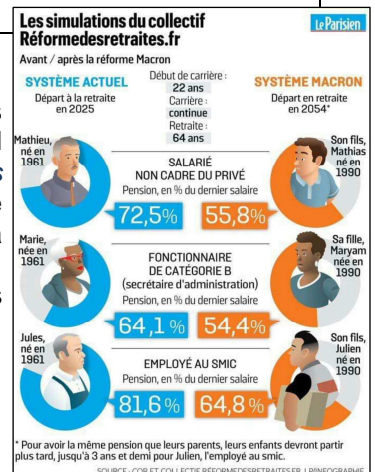 Les simulations du collectif
Réformedesretraites.fr
Le Parisien
Avant / après la réforme Macron
SYSTÈME ACTUEL
Départ à la retraite
en 2025
Début de carrière :
22 ans
Carrière :
continue
Retraite :
64 ans
SYSTÈME MACRON
Départ en retraite
en 2054*
Mathieu,
né en
1961
SALARIÉ
NON CADRE DU PRIVÉ
Pension, en % du dernier salaire
72,5% 55,8%
Son fils,
Mathias
né en
1990
Marie,
née en
1961
FONCTIONNAIRE
DE CATÉGORIE B
(secrétaire d'administration)
Pension, en % du dernier salaire
64,1 % 54,4%
Sa fille,
Maryam
née en
1990
Jules,
né en
1961
EMPLOYÉ AU SMIC
Pension, en % du dernier salaire
81,6 % 64,8 %
Son fils,
Julien
né en
1990
* Pour avoir la même pension que leurs parents, leurs enfants devront partir
plus tard, jusqu'à 3 ans et demi pour Julien, l'employé au smic.
SOURCE : COR ET COLLECTIF RÉFORMEDESRETRAITES.FR. LP/INFOGRAPHIE